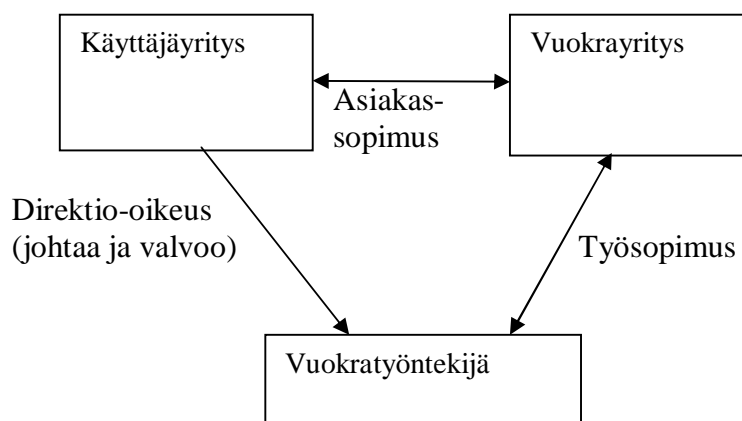 Käyttäjäyritys
Vuokrayritys
Asiakas-
sopimus
Direktio-oikeus
(johtaa ja valvoo)
Työsopimus
Vuokratyöntekijä